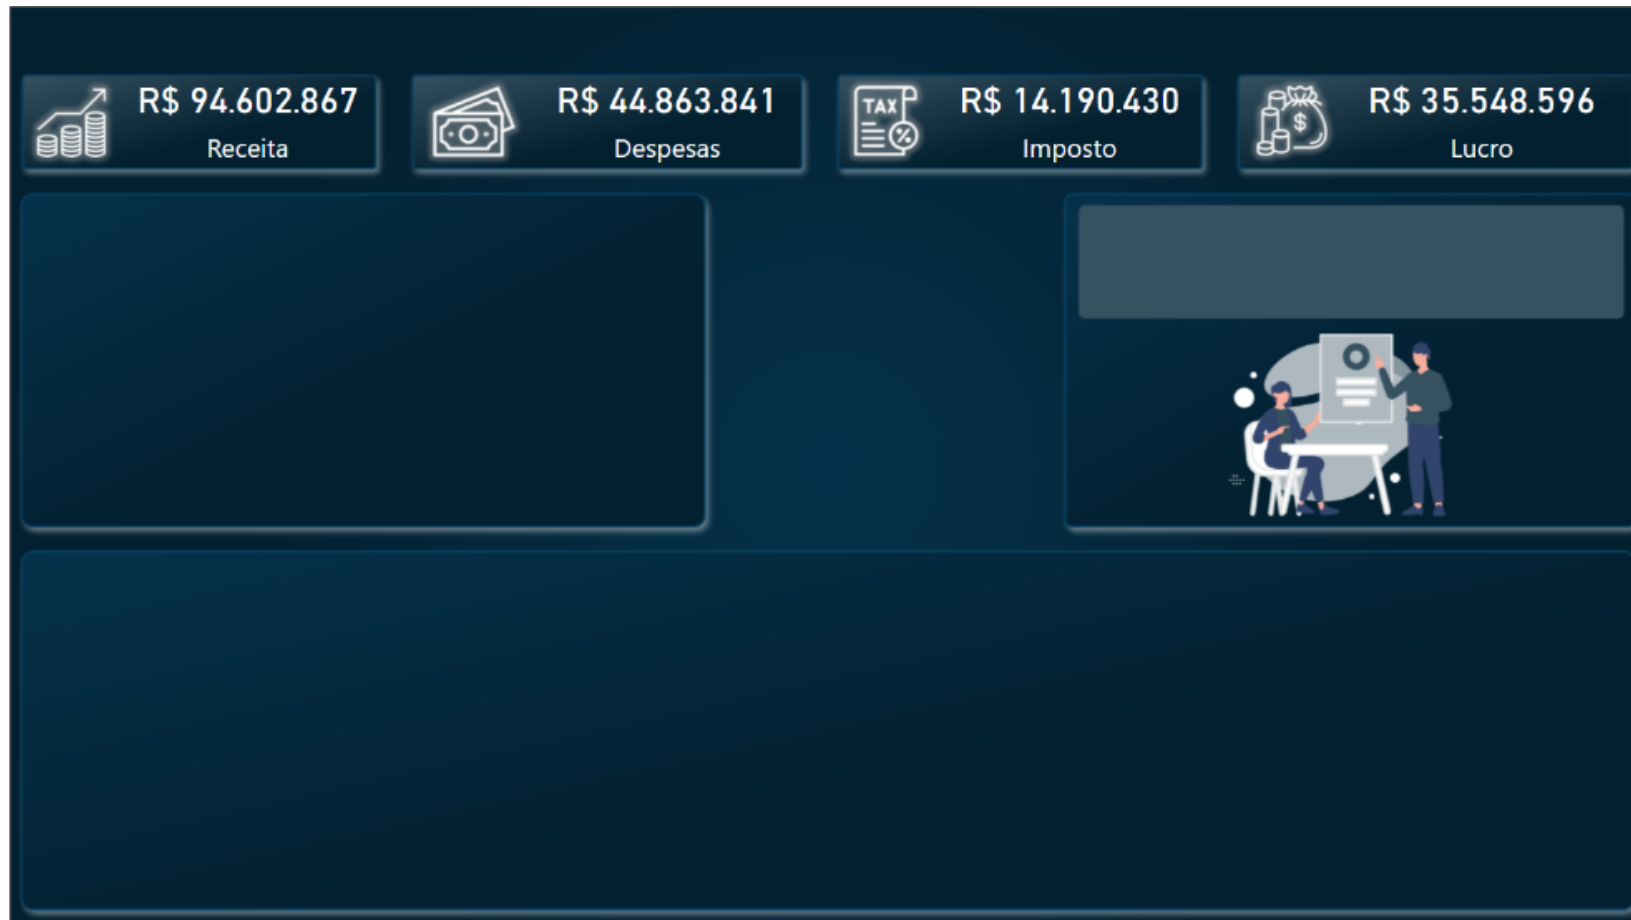 R$ 94.602.867
Receita
R$ 44.863.841
Despesas
TAX
R$ 14.190.430
Imposto
$
R$ 35.548.596
Lucro